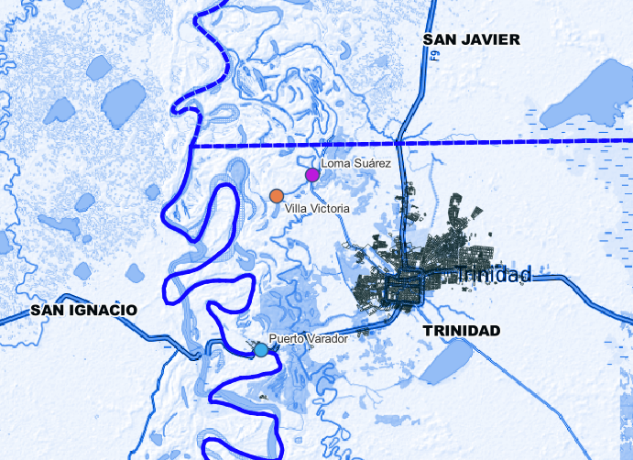 SAN JAVIER
F9
Loma Suárez
Villa Victoria
Trinidad
SAN IGNACIO
TRINIDAD
Puerto Varador